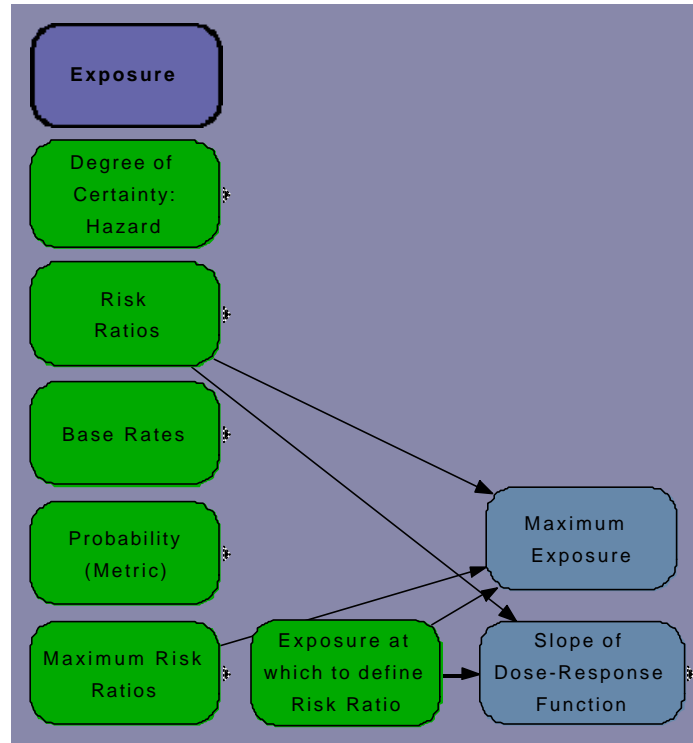 Exposure
Degree of
Certainty:
Hazard
Risk
Ratios
Base Rates
Probability
(Metric)
Maximum Risk
Ratios
Exposure at
which to define
Risk Ratio
Maximum
Exposure
Slope of
Dose-Response
Function